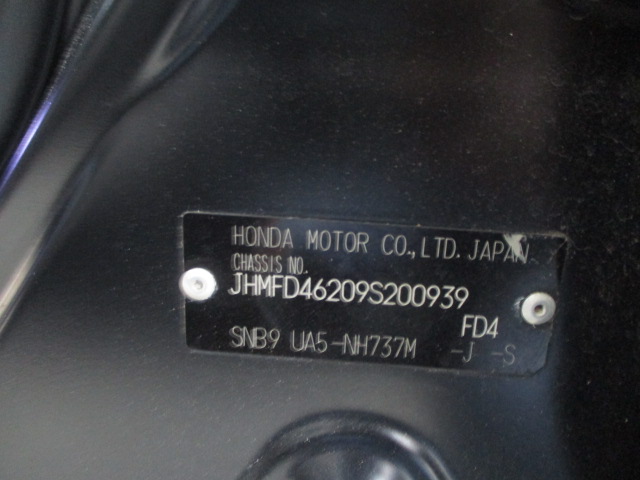 HONDA MOTOR CO.,LTD. JAPAN
CHASSIS NO.
JHMFD46209S200939
FD4
SNB9 UA5-NH737M -J -S